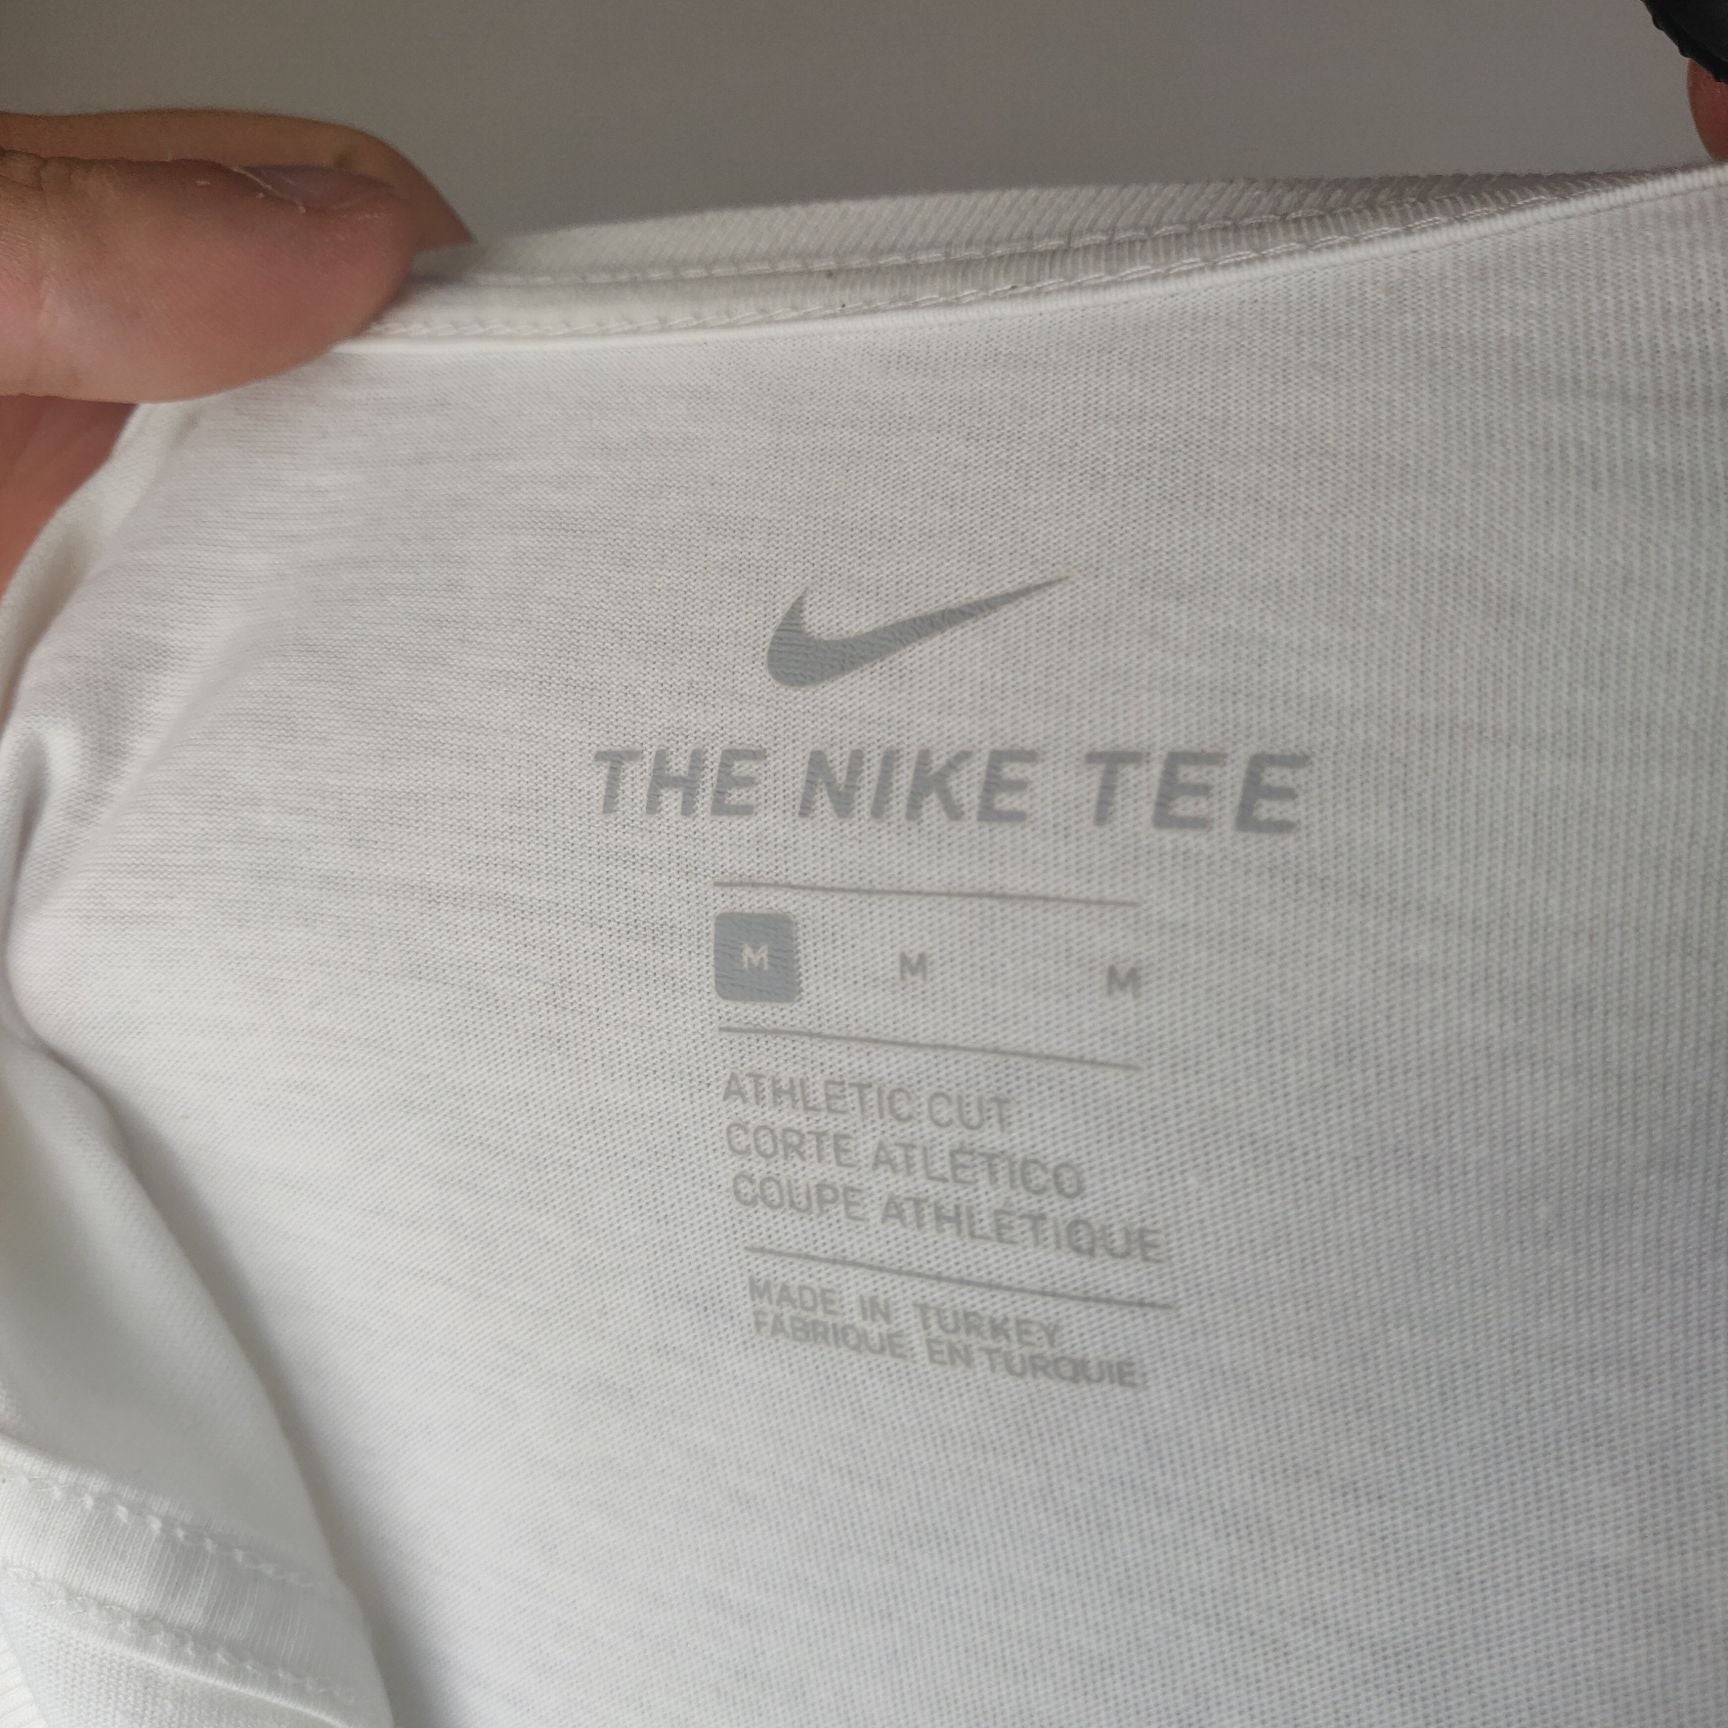 THE NIKE TEE
M M M
ATHLETIC CUT
CORTE ATLÉTICO
COUPE ATHLÉTIQUE
MADE IN TURKEY
FABRIQUÉ EN TURQUIE